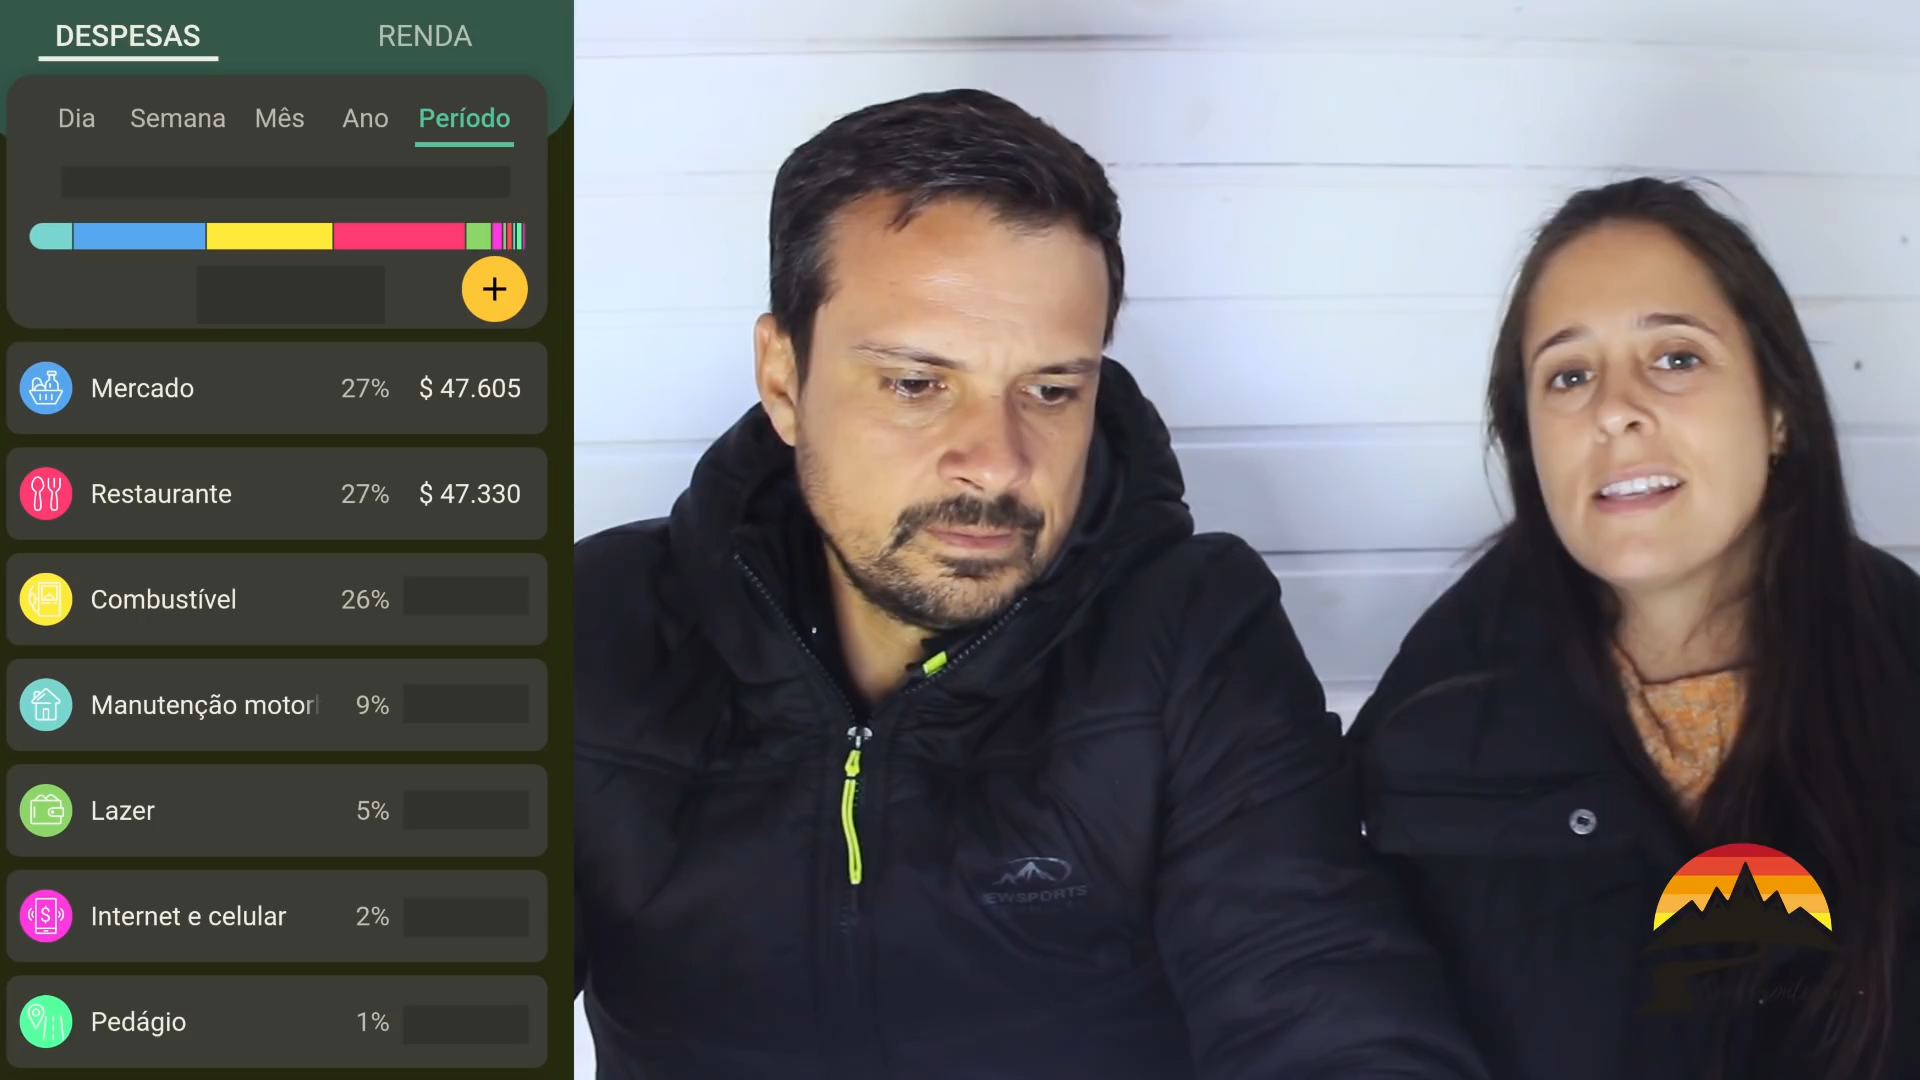 DESPESAS RENDA
Dia Semana Mês Ano Período
+
Mercado 27% $ 47.605
Restaurante 27% $ 47.330
Combustível 26%
Manutenção motor
9%
Lazer 5%
Internet e celular 2%
Pedágio 1%
EWSPORTS